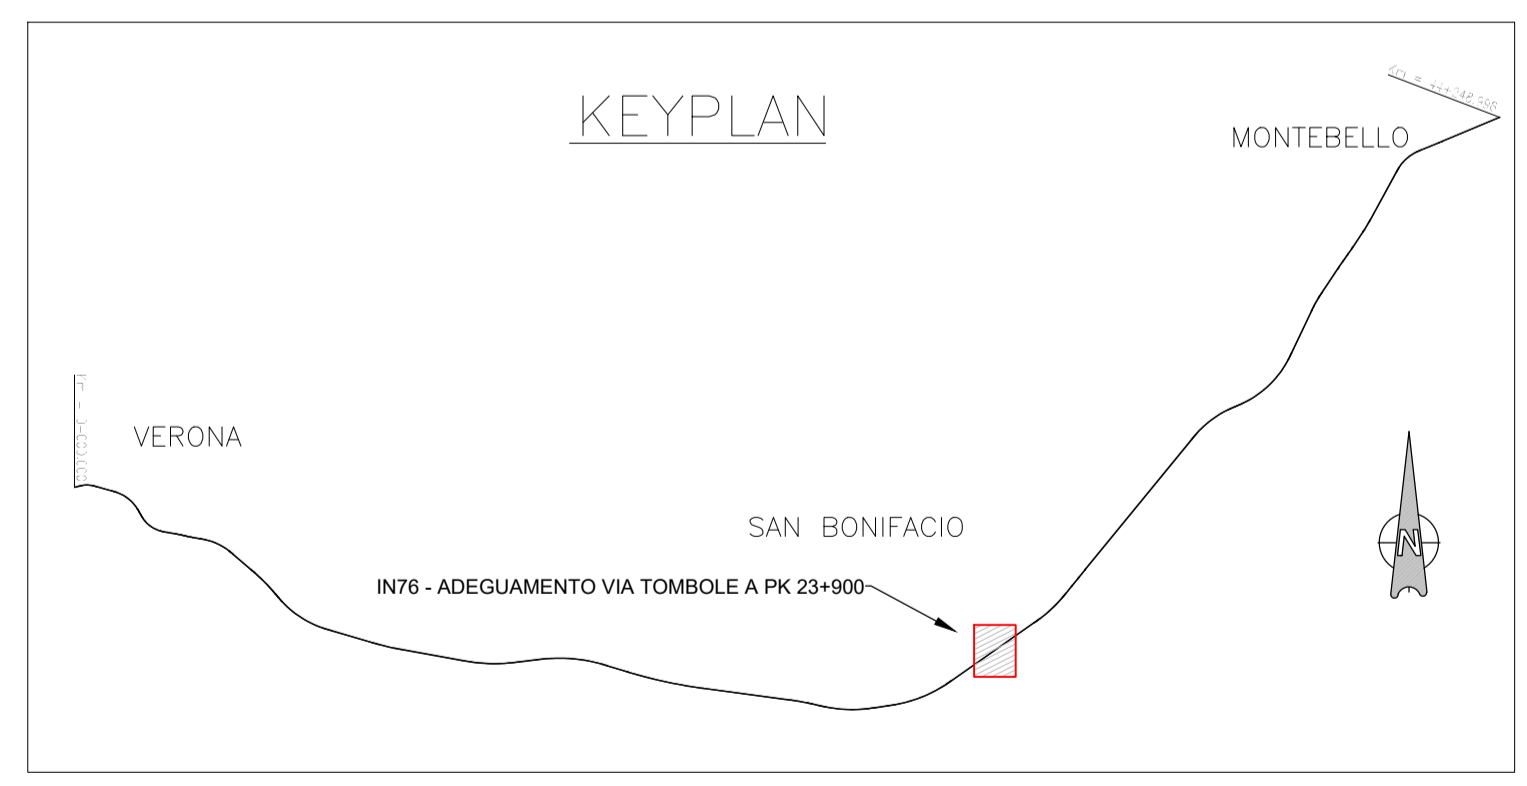 KEYPLAN
MONTEBELLO
VERONA
SAN BONIFACIO
IN76 - ADEGUAMENTO VIA TOMBOLE A PK 23+900
N